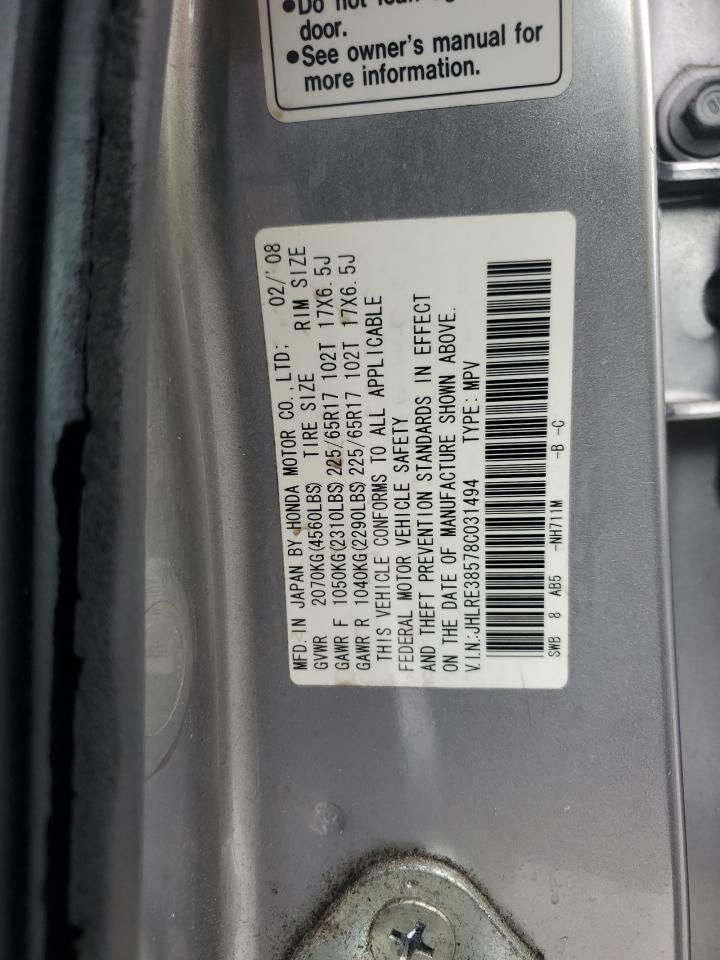 ●Do not
door.
●See owner's manual for
more information.
MFD. IN JAPAN BY HONDA MOTOR CO., LTD; 02/'08
GVWR 2070KG(4560LBS) TIRE SIZE RIM SIZE
GAWR F 1050KG(2310LBS) 225/65R17 102T 17X6.5J
GAWR R 1040KG(2290LBS) 225/65R17 102T 17X6.5J
THIS VEHICLE CONFORMS TO ALL APPLICABLE
FEDERAL MOTOR VEHICLE SAFETY
AND THEFT PREVENTION STANDARDS IN EFFECT
ON THE DATE OF MANUFACTURE SHOWN ABOVE.
V.I.N.:JHLRE38578C031494 TYPE: MPV
SWB 8 AB5 -NH711M -B -C